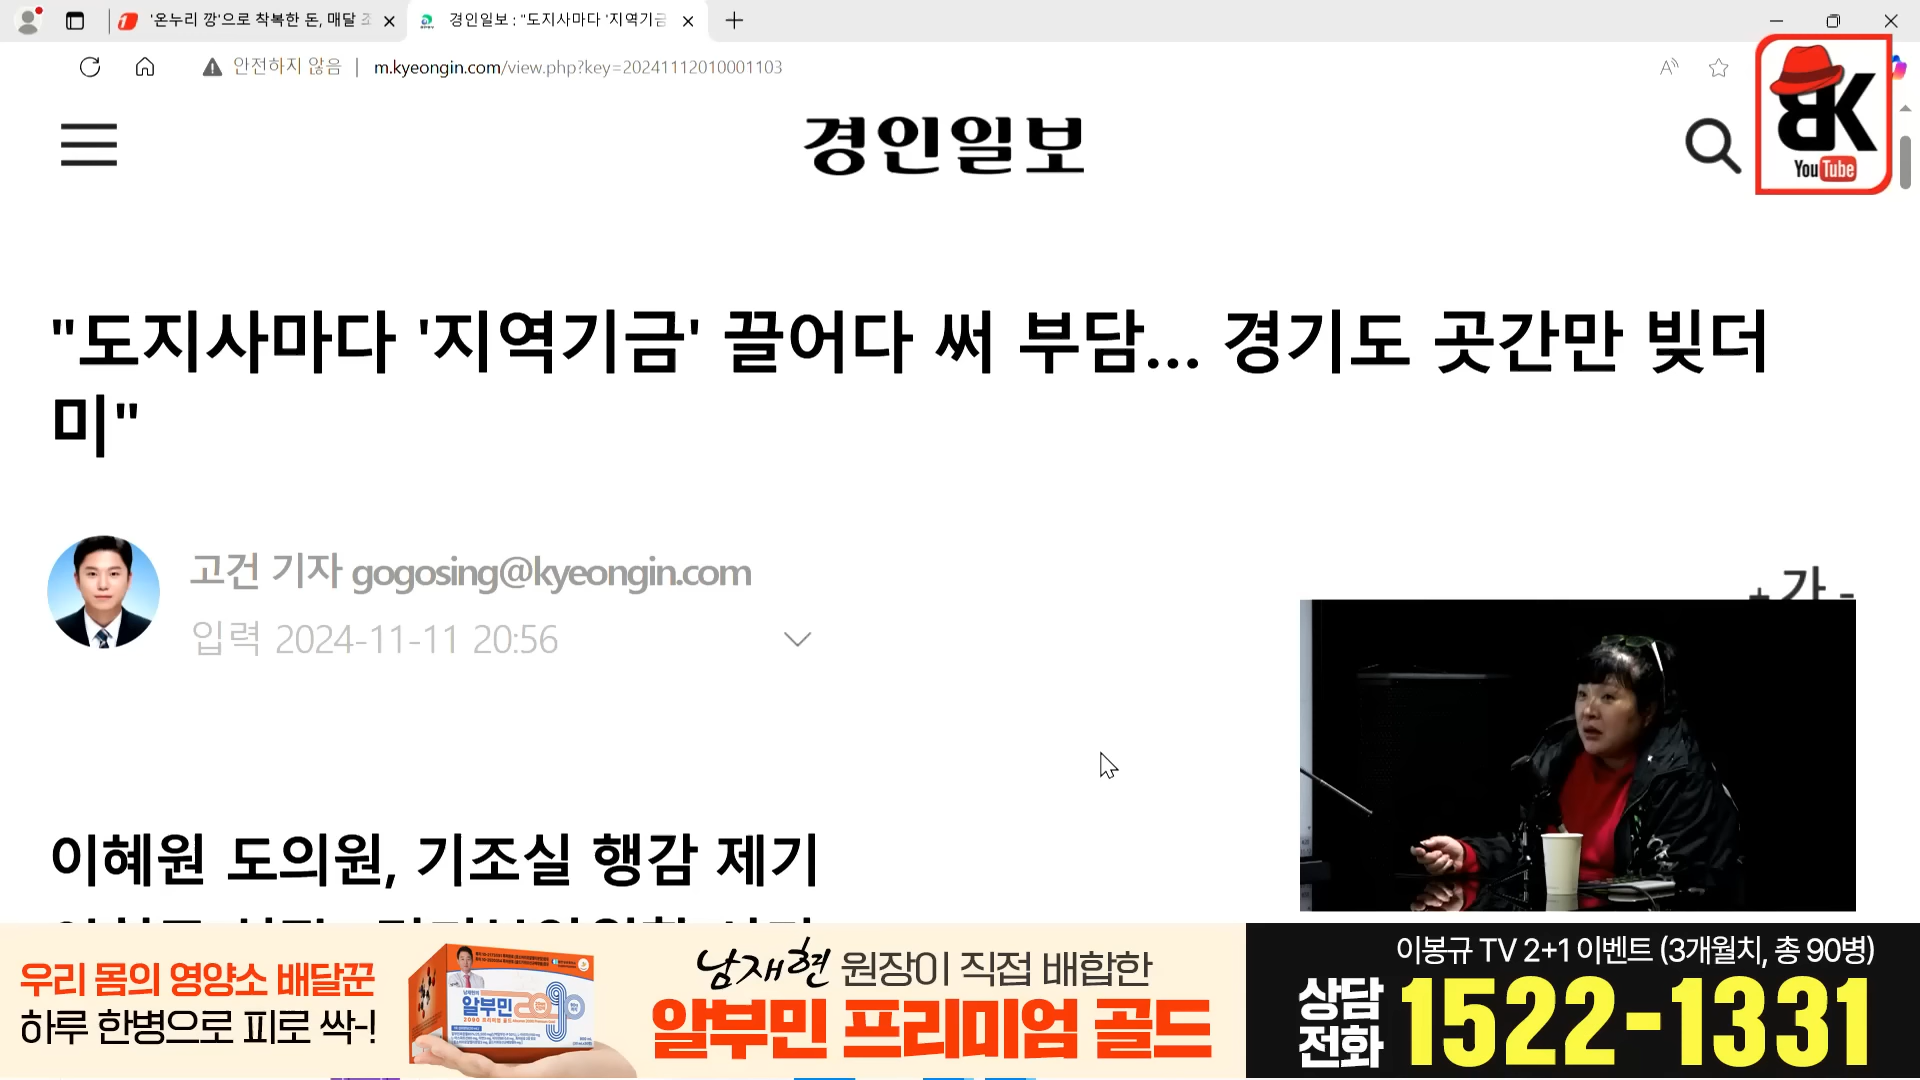 '온누리 깡'으로 착복한 돈, 매달
경인일보 : "도지사마다 '지역기금
안전하지 않음 | m.kyeongin.com/view.php?key=20241112010001103
BK
YouTube
경인일보
"도지사마다 '지역기금' 끌어다 써 부담... 경기도 곳간만 빚더
미"
고건 기자 gogosing@kyeongin.com
입력 2024-11-11 20:56
+ 가 -
이혜원 도의원, 기조실 행감 제기
우리 몸의 영양소 배달꾼
하루 한병으로 피로 싹~!
알부민
남재현 원장이 직접 배합한
알부민 프리미엄 골드
이봉규 TV 2+1 이벤트 (3개월치, 총 90병)
상담
전화
1522-1331